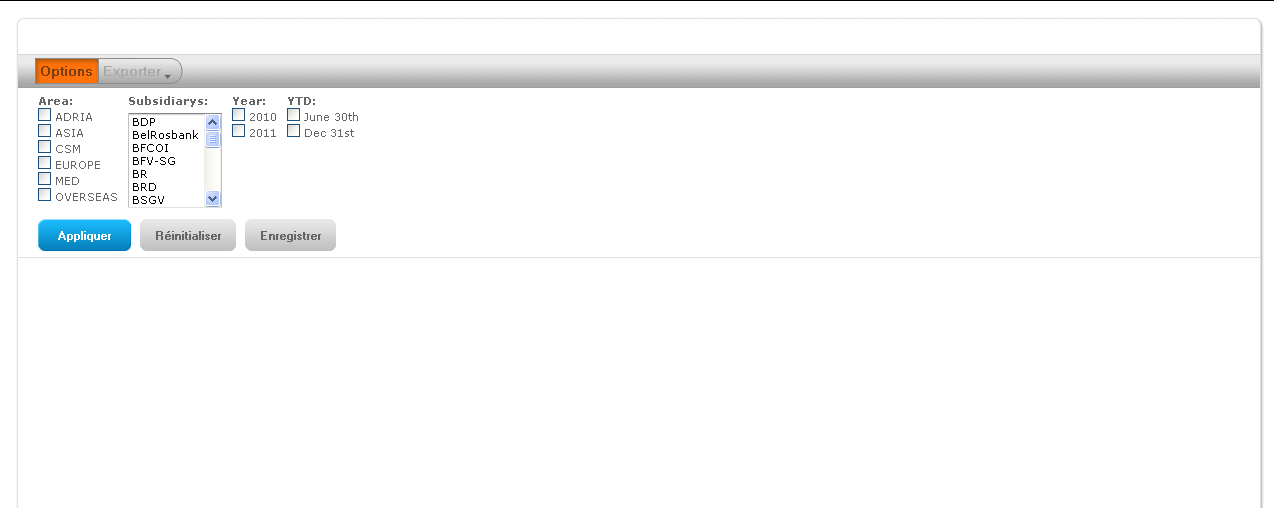 Options Exporter
Area: Subsidiarys: Year: YTD:
ADRIA
ASIA
CSM
EUROPE
MED
OVERSEAS
BDP
BelRosbank
BFCOI
BFV-SG
BR
BRD
BSGV
2010
2011
June 30th
Dec 31st
Appliquer Réinitialiser Enregistrer